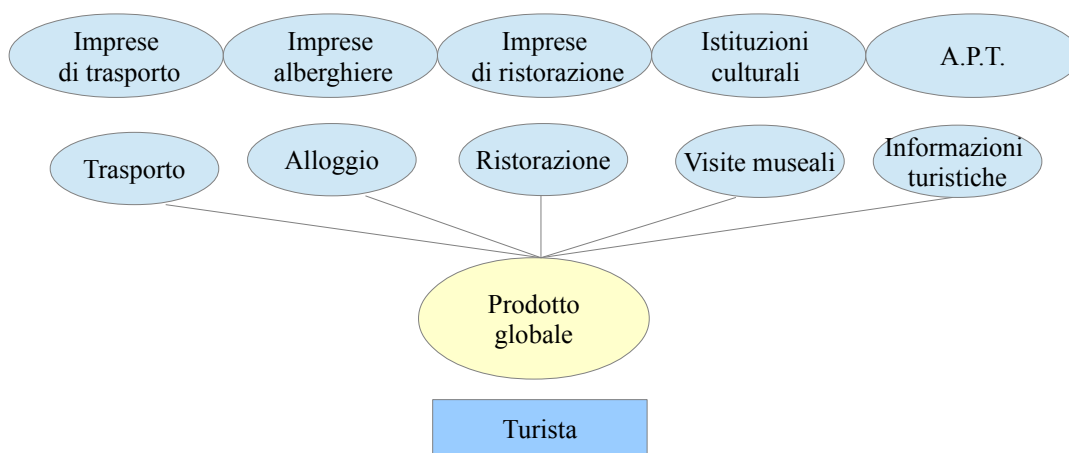 Imprese
di trasporto
Imprese
alberghiere
Imprese
di ristorazione
Istituzioni
culturali
A.P.T.
Trasporto
Alloggio
Ristorazione
Visite museali
Informazioni
turistiche
Prodotto
globale
Turista